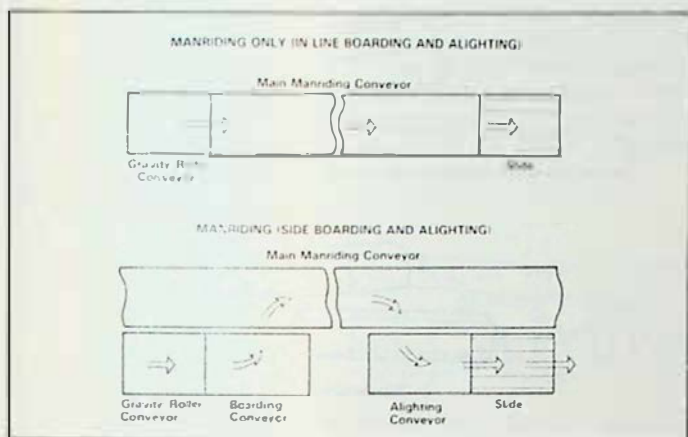 MANRIDING ONLY (IN LINE BOARDING AND ALIGHTING)
Main Manriding Conveyor
Gravity Roller
Conveyor
Slide
MANRIDING (SIDE BOARDING AND ALIGHTING)
Main Manriding Conveyor
Gravity Roller
Conveyor
Boarding
Conveyor
Alighting
Conveyor
Slide